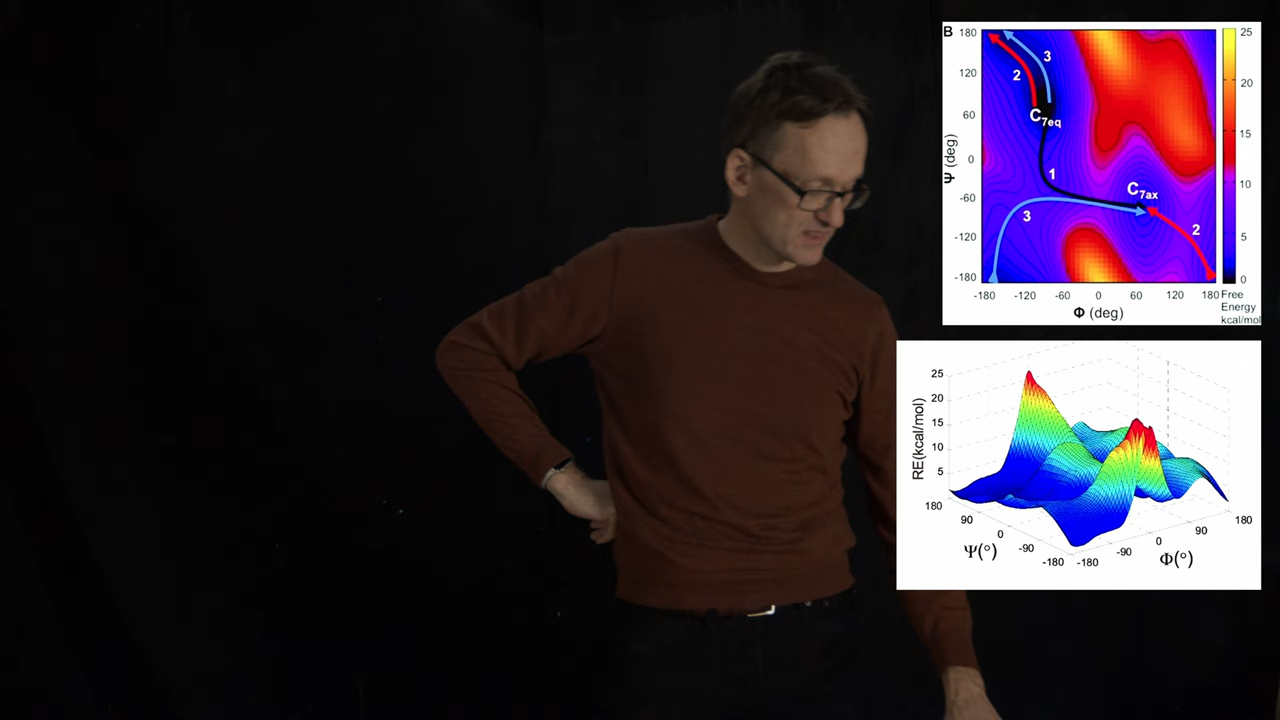 B
180
120
60
0
-60
-120
-180
Ψ (deg)
3
2
C7eq
1
C7ax
3
2
-180 -120 -60 0 60 120 180
Φ (deg)
25
20
15
10
5
0
Free
Energy
kcal/mol
25
20
15
10
5
RE(kcal/mol)
180
90
0
-90
-180
Ψ(°)
-180
-90
0
90
180
Φ(°)